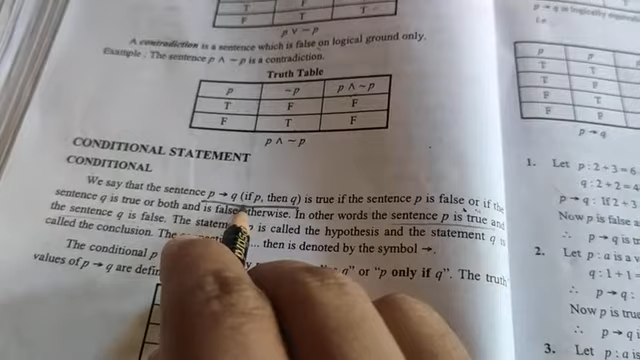 T F T
F T
p ∨ ~p
A contradiction is a sentence which is false on logical ground only.
Example : The sentence p ∧ ~p is a contradiction.
Truth Table
p ~p p ∧ ~p
T F F
F T F
p ∧ ~p
CONDITIONAL STATEMENT
CONDITIONAL
We say that the sentence p → q (if p, then q) is true if the sentence p is false or if the
sentence q is true or both and is false otherwise. In other words the sentence p is true and
the sentence q is false. The is called the hypothesis and the statement q is
called the conclusion. The then is denoted by the symbol →.
The conditional p q" or "p only if q". The truth
values of p → q are
p → q is logically
i.e.
p p
T T
T F
F T
F F
p → q
1. Let p : 2 + 3 = 6
q : 2 + 2 =
p → q : If 2 + 3
Now p is false a
∴ p → q is
2. Let p : a is a
q : 1 + 1 =
∴ p → q :
Now p is true
∴ p → q i
3. Let p : a is